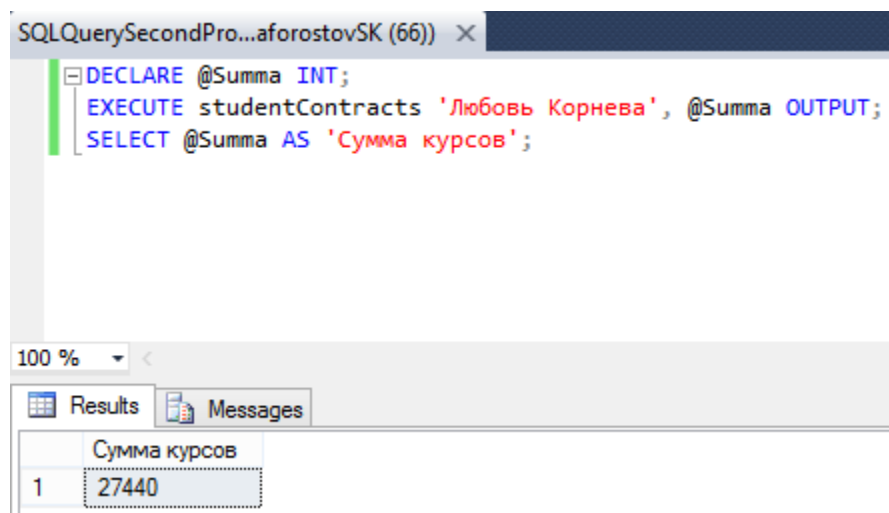 SQLQuerySecondPro...aforostovSK (66))
DECLARE @Summa INT;
EXECUTE studentContracts 'Любовь Корнева', @Summa OUTPUT;
SELECT @Summa AS 'Сумма курсов';
100 %
Results Messages
Сумма курсов
1 27440